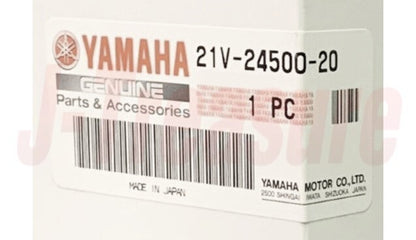 YAMAHA 21V-24500-20
GENUINE
Parts & Accessories
1 PC
MADE IN JAPAN
YAMAHA MOTOR CO.,LTD.
2500 SHINGAI IWATA SHIZUOKA JAPAN